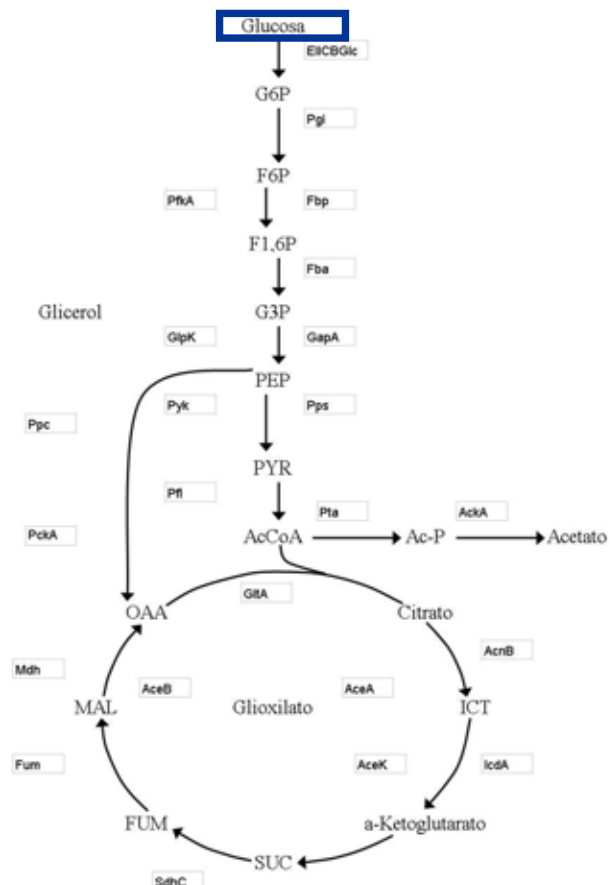 Glucosa
EIICBGlc
G6P
Pgi
F6P
PfkA
Fbp
F1,6P
Fba
Glicerol
G3P
GlpK
GapA
PEP
Ppc
Pyk
Pps
PYR
Pfl
PckA
Pta
AckA
AcCoA
Ac-P
Acetato
GltA
OAA
Citrato
AcnB
Mdh
AceB
AceA
MAL
Glioxilato
ICT
Fum
AceK
IcdA
FUM
a-Ketoglutarato
SUC
SdhC